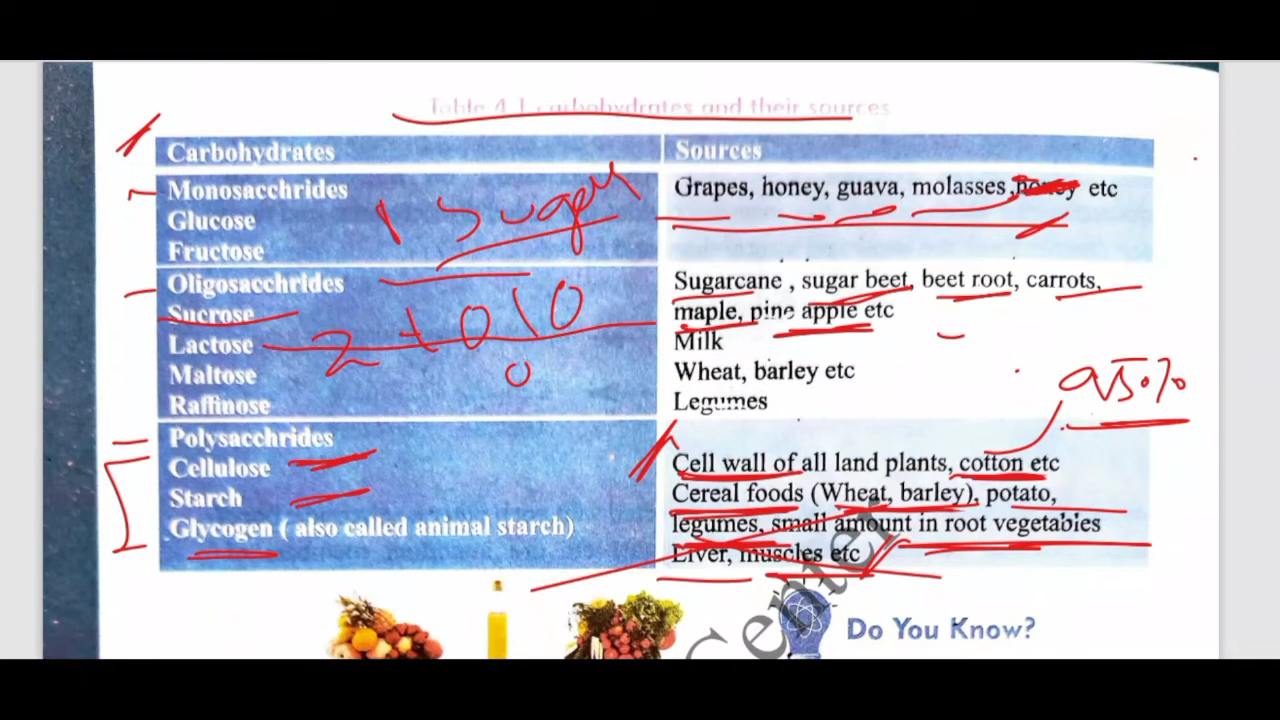 Table 4.1 carbohydrates and their sources
Carbohydrates Sources
Monosacchrides Grapes, honey, guava, molasses ,honey etc
Glucose
Fructose
1 Sugar
Oligosacchrides Sugarcane , sugar beet, beet root, carrots,
Sucrose maple, pine apple etc
2 to 10
Lactose Milk
Maltose Wheat, barley etc
Raffinose Legumes
95%
Polysacchrides
Cellulose Cell wall of all land plants, cotton etc
Starch Cereal foods (Wheat, barley), potato,
Glycogen ( also called animal starch) legumes, small amount in root vegetables
Liver, muscles etc
Center
Do You Know?